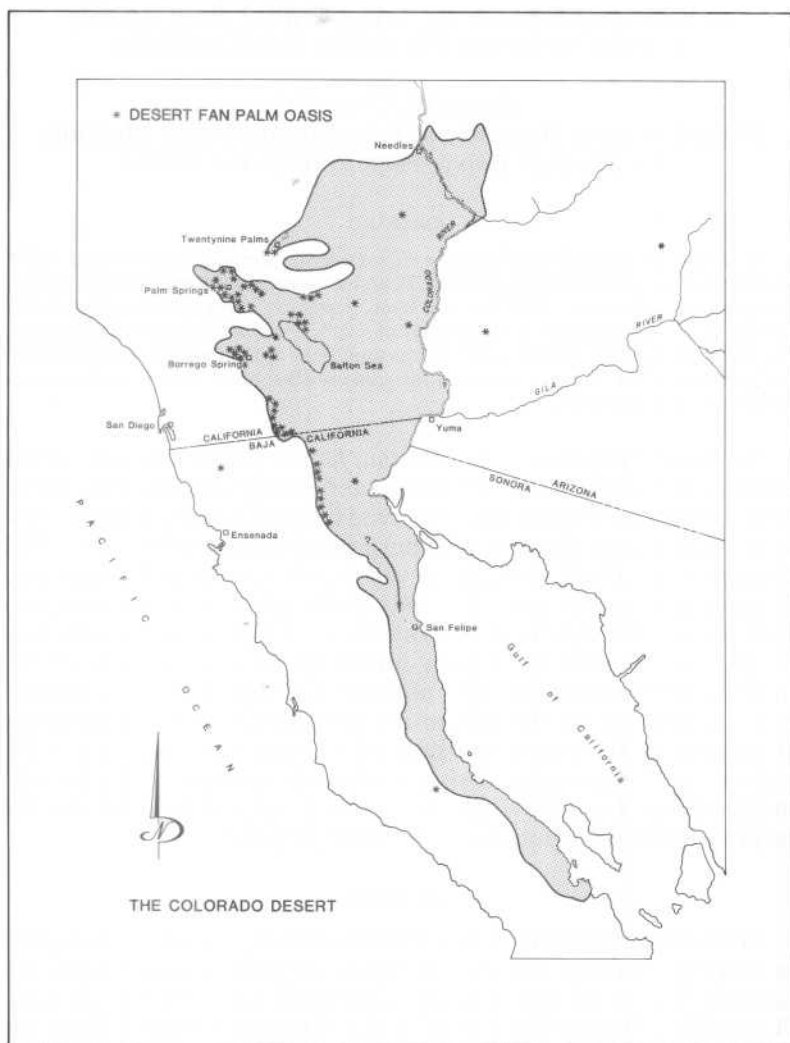 * DESERT FAN PALM OASIS
Needles
Twentynine Palms
COLORADO RIVER
Palm Springs
RIVER
Salton Sea
Borrego Springs
GILA
San Diego
CALIFORNIA
CALIFORNIA
BAJA
Yuma
SONORA
ARIZONA
PACIFIC OCEAN
Ensenada
San Felipe
Gulf of California
N
THE COLORADO DESERT